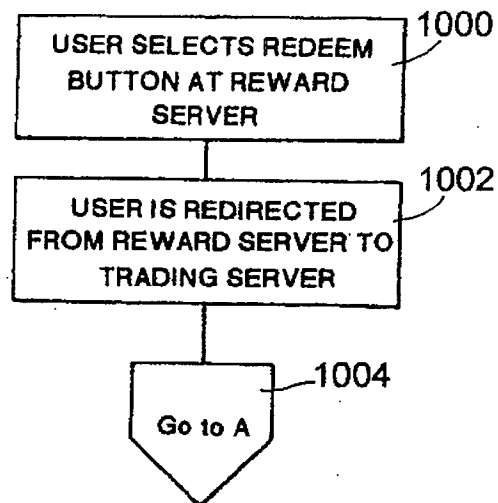 1000
USER SELECTS REDEEM
BUTTON AT REWARD
SERVER
1002
USER IS REDIRECTED
FROM REWARD SERVER TO
TRADING SERVER
1004
Go to A